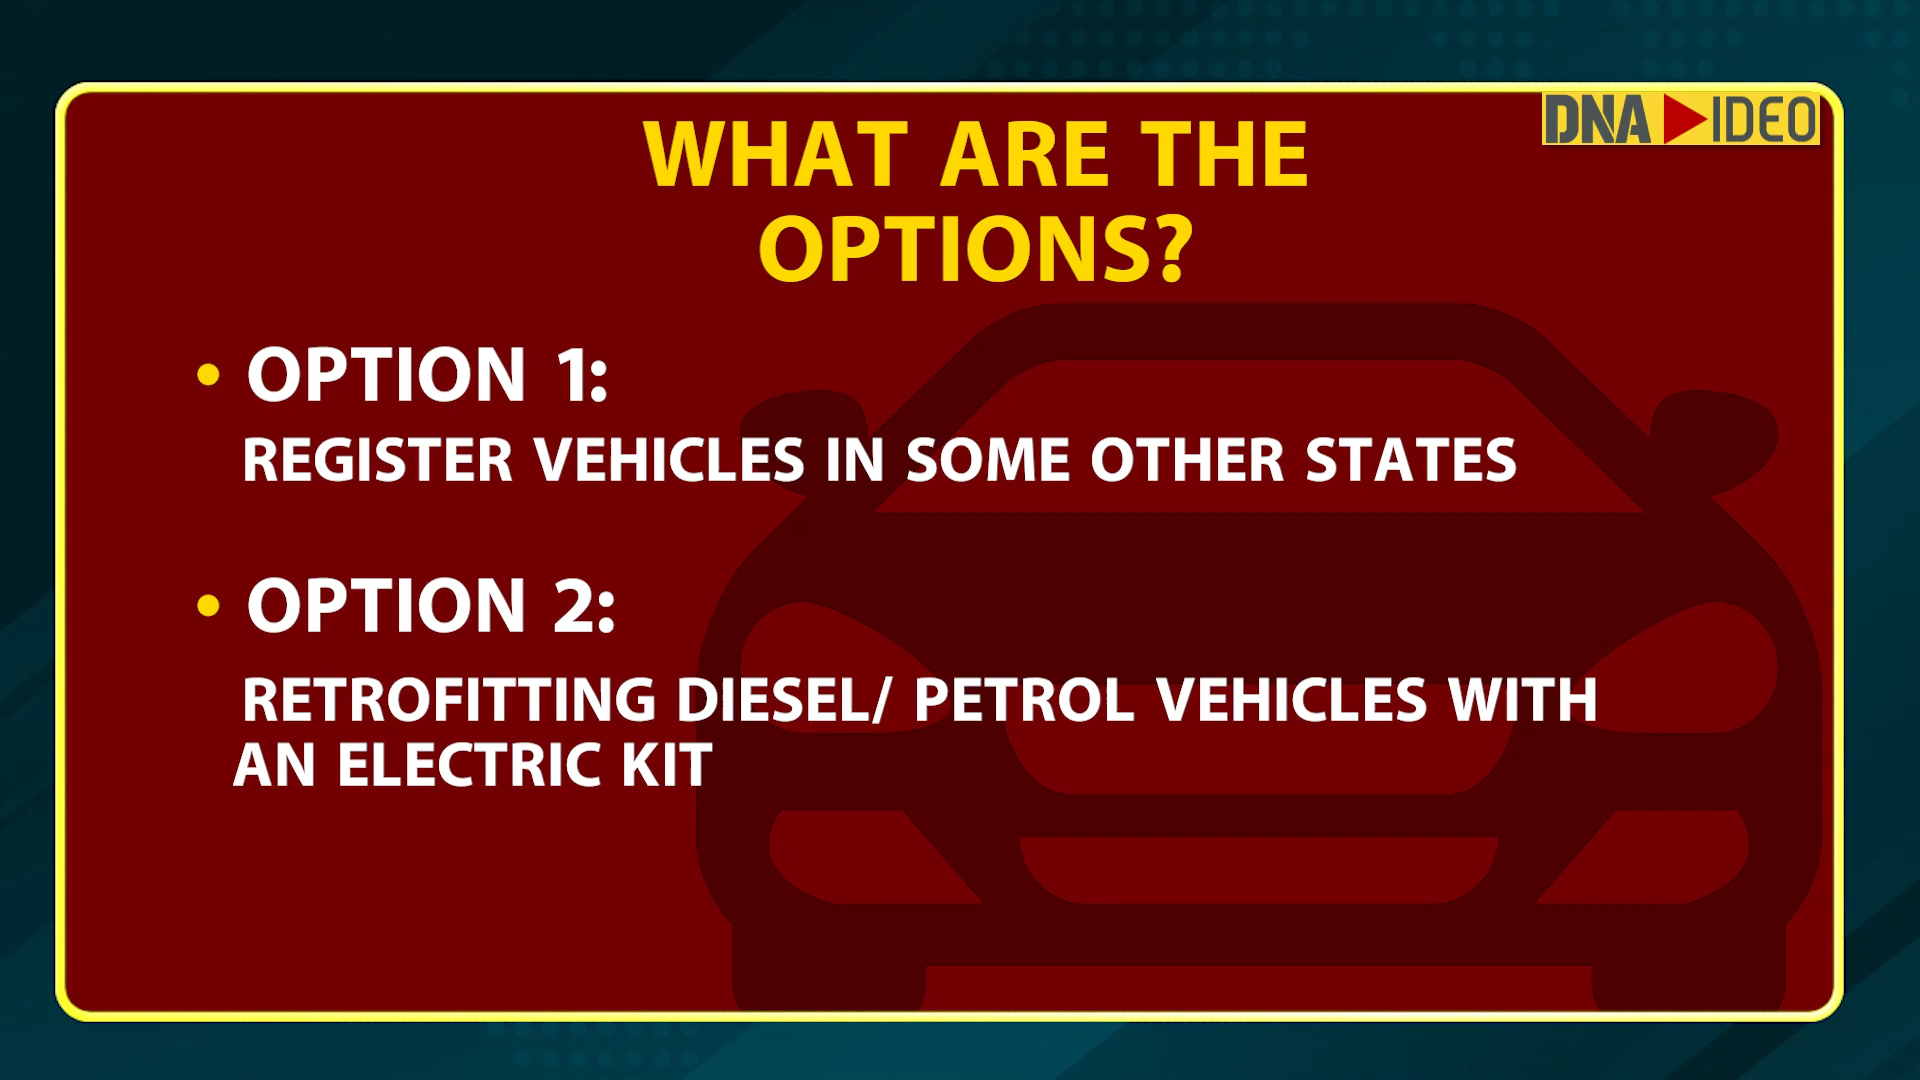 DNA VIDEO
WHAT ARE THE
OPTIONS?
• OPTION 1:
REGISTER VEHICLES IN SOME OTHER STATES
• OPTION 2:
RETROFITTING DIESEL/ PETROL VEHICLES WITH
AN ELECTRIC KIT